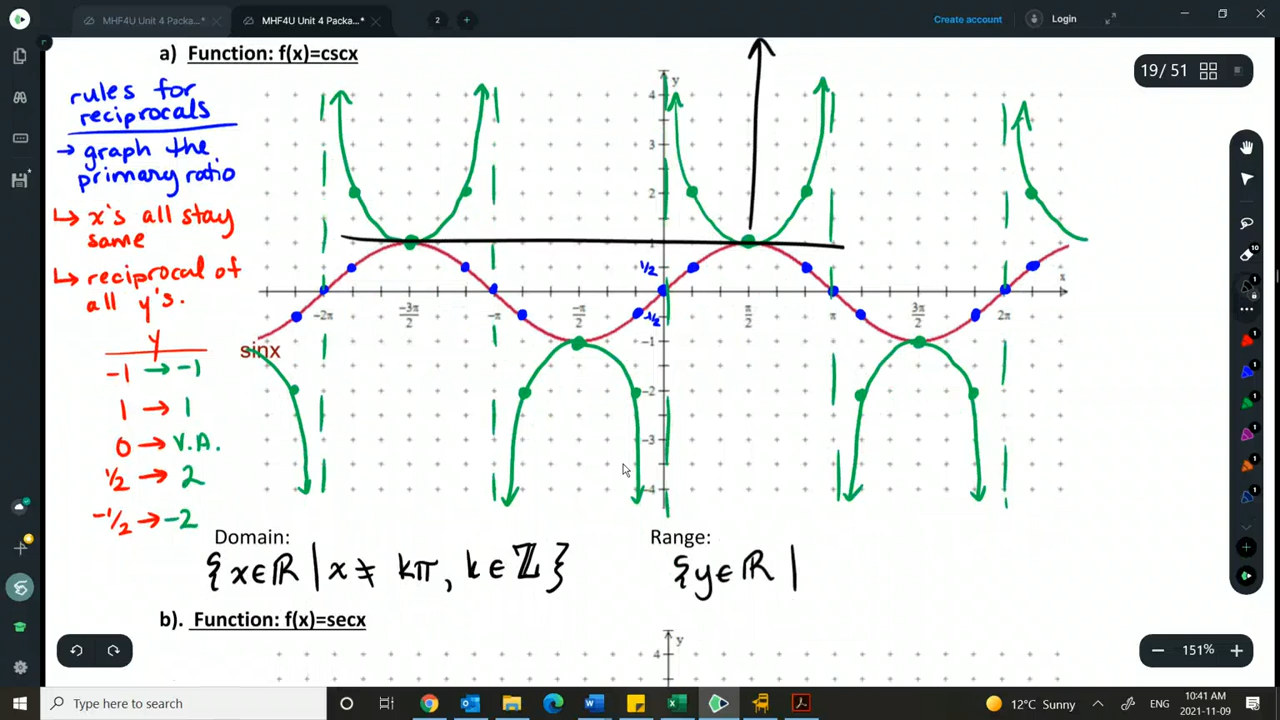 MHF4U Unit 4 Packa...*
MHF4U Unit 4 Packa...*
2
Create account
Login
a) Function: f(x)=cscx
19/51
rules for
reciprocals
→ graph the
primary ratio
↳ x's all stay
same
↳ reciprocal of
all y's.
y
-1 → -1
1 → 1
0 → V.A.
1/2 → 2
-1/2 → -2
y
4
3
2
1
1/2
x
-2π
-3π/2
-π
-π/2
-1/2
π/2
π
3π/2
2π
sinx
-1
-2
-3
-4
Domain:
{x∈ℝ | x ≠ kπ, k∈ℤ}
Range:
{y∈ℝ |
b). Function: f(x)=secx
y
4
10
151%
Type here to search
12°C Sunny
ENG
10:41 AM
2021-11-09